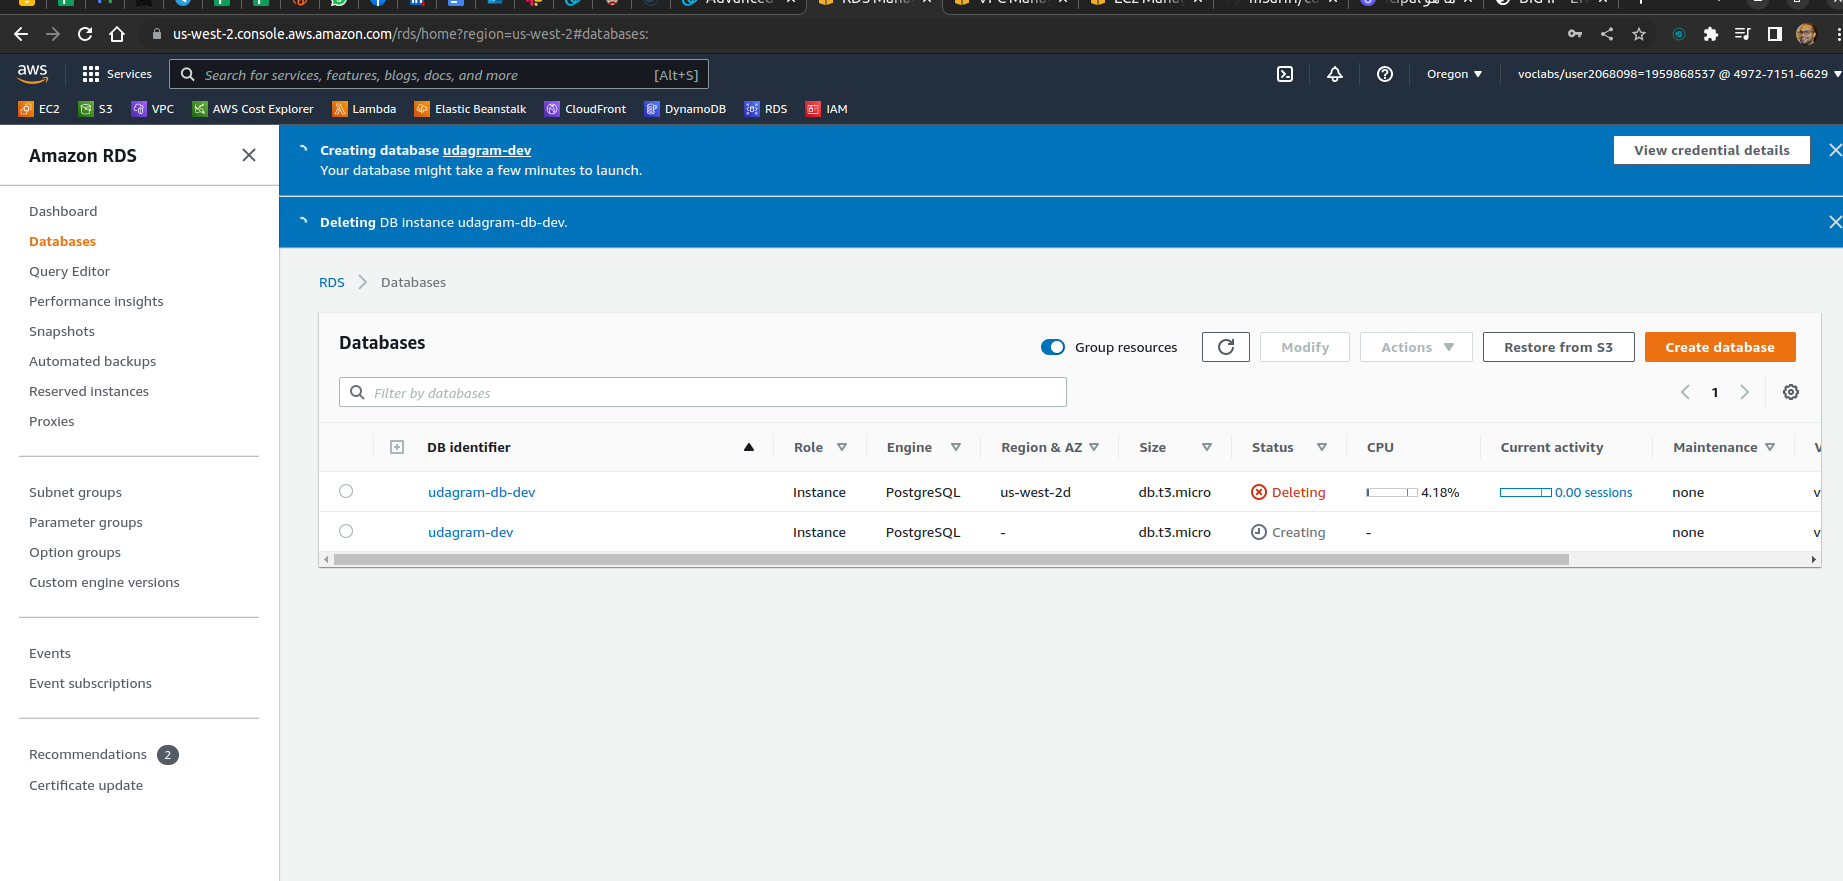 us-west-2.console.aws.amazon.com/rds/home?region=us-west-2#databases:
aws
Services
Search for services, features, blogs, docs, and more
[Alt+S]
Oregon
voclabs/user2068098=1959868537 @ 4972-7151-6629
EC2
S3
VPC
AWS Cost Explorer
Lambda
Elastic Beanstalk
CloudFront
DynamoDB
RDS
IAM
Amazon RDS
Dashboard
Databases
Query Editor
Performance insights
Snapshots
Automated backups
Reserved instances
Proxies
Subnet groups
Parameter groups
Option groups
Custom engine versions
Events
Event subscriptions
Recommendations 2
Certificate update
Creating database udagram-dev
Your database might take a few minutes to launch.
View credential details
Deleting DB instance udagram-db-dev.
RDS Databases
Databases
Group resources
Modify
Actions
Restore from S3
Create database
Filter by databases
1
DB identifier Role Engine Region & AZ Size Status CPU Current activity Maintenance V
udagram-db-dev Instance PostgreSQL us-west-2d db.t3.micro Deleting 4.18% 0.00 sessions none v
udagram-dev Instance PostgreSQL - db.t3.micro Creating - none v